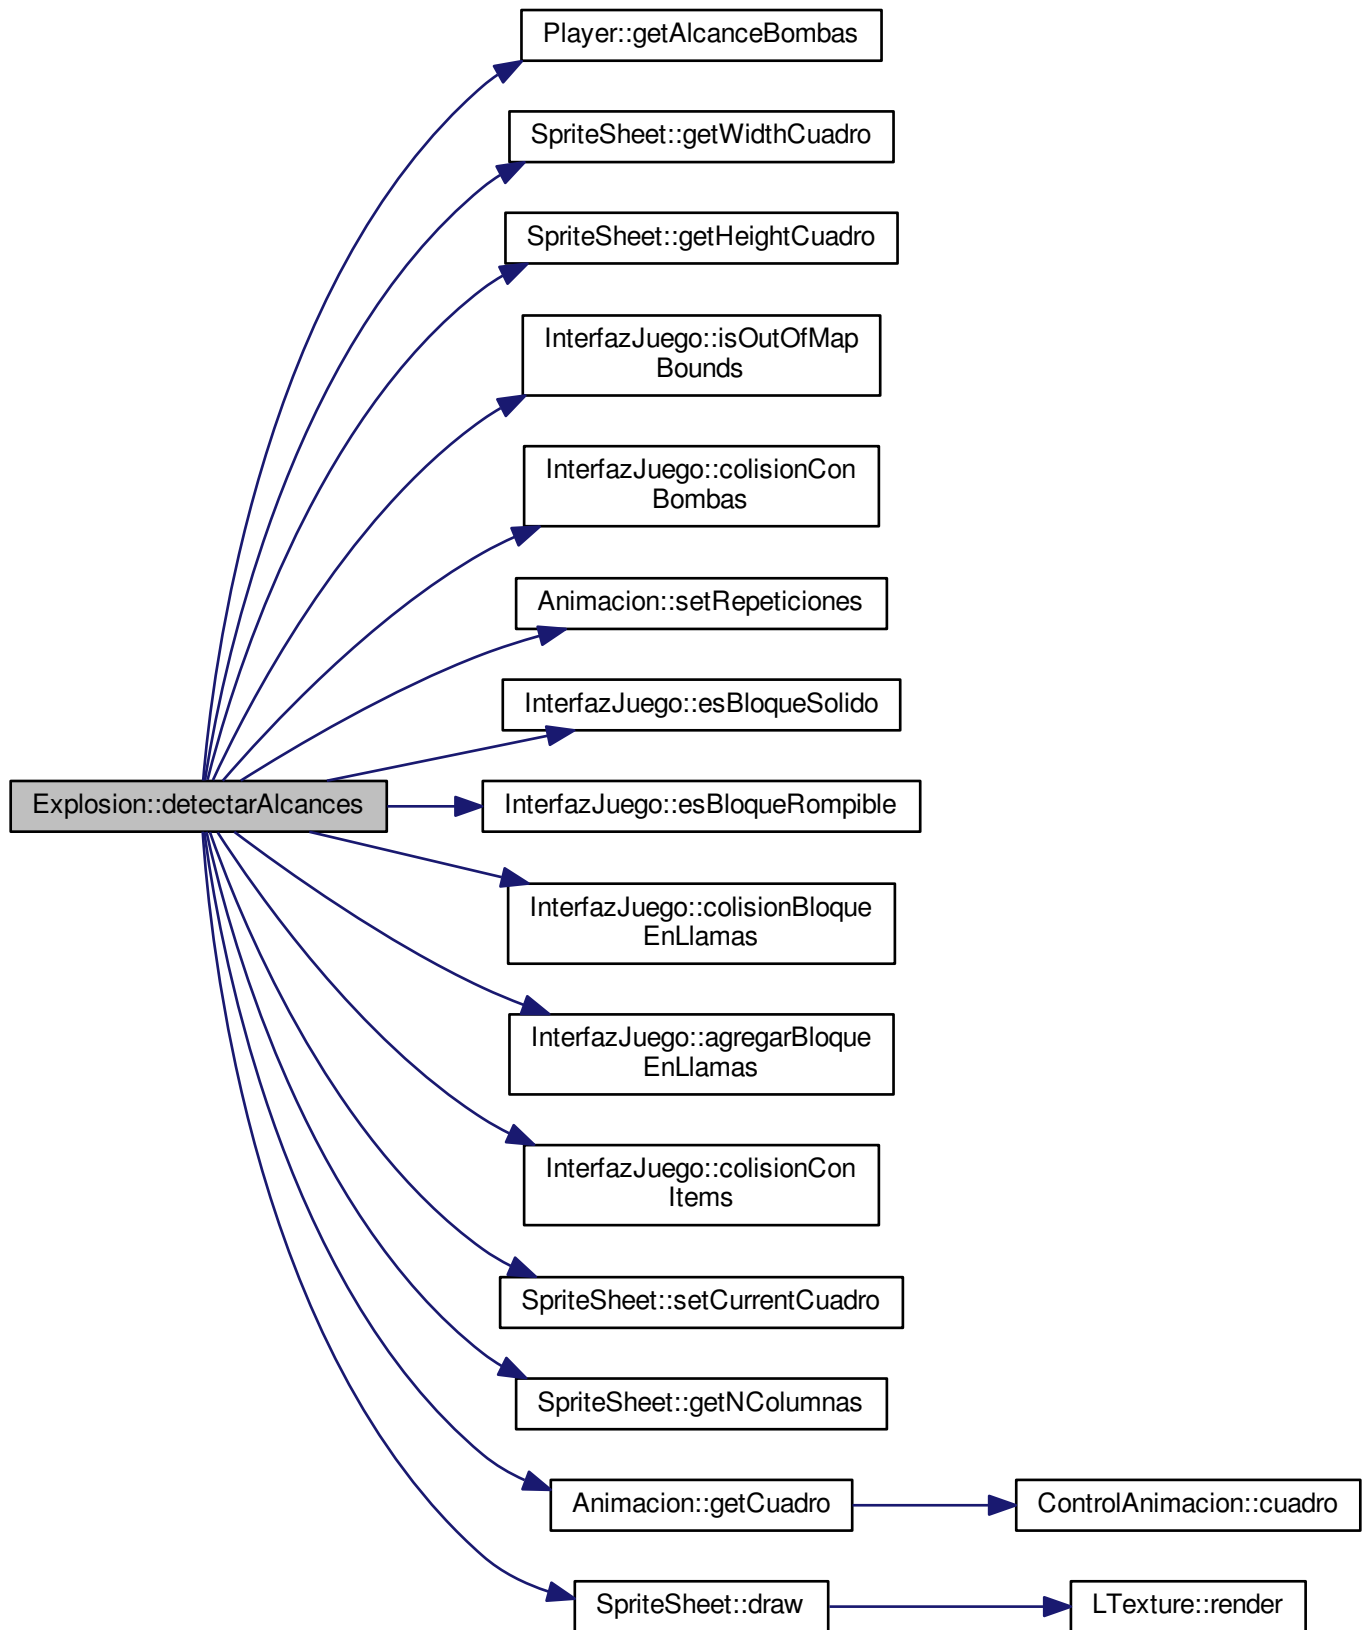 Player::getAlcanceBombas
SpriteSheet::getWidthCuadro
SpriteSheet::getHeightCuadro
InterfazJuego::isOutOfMap
Bounds
InterfazJuego::colisionCon
Bombas
Animacion::setRepeticiones
InterfazJuego::esBloqueSolido
Explosion::detectarAlcances
InterfazJuego::esBloqueRompible
InterfazJuego::colisionBloque
EnLlamas
InterfazJuego::agregarBloque
EnLlamas
InterfazJuego::colisionCon
Items
SpriteSheet::setCurrentCuadro
SpriteSheet::getNColumnas
Animacion::getCuadro
ControlAnimacion::cuadro
SpriteSheet::draw
LTexture::render